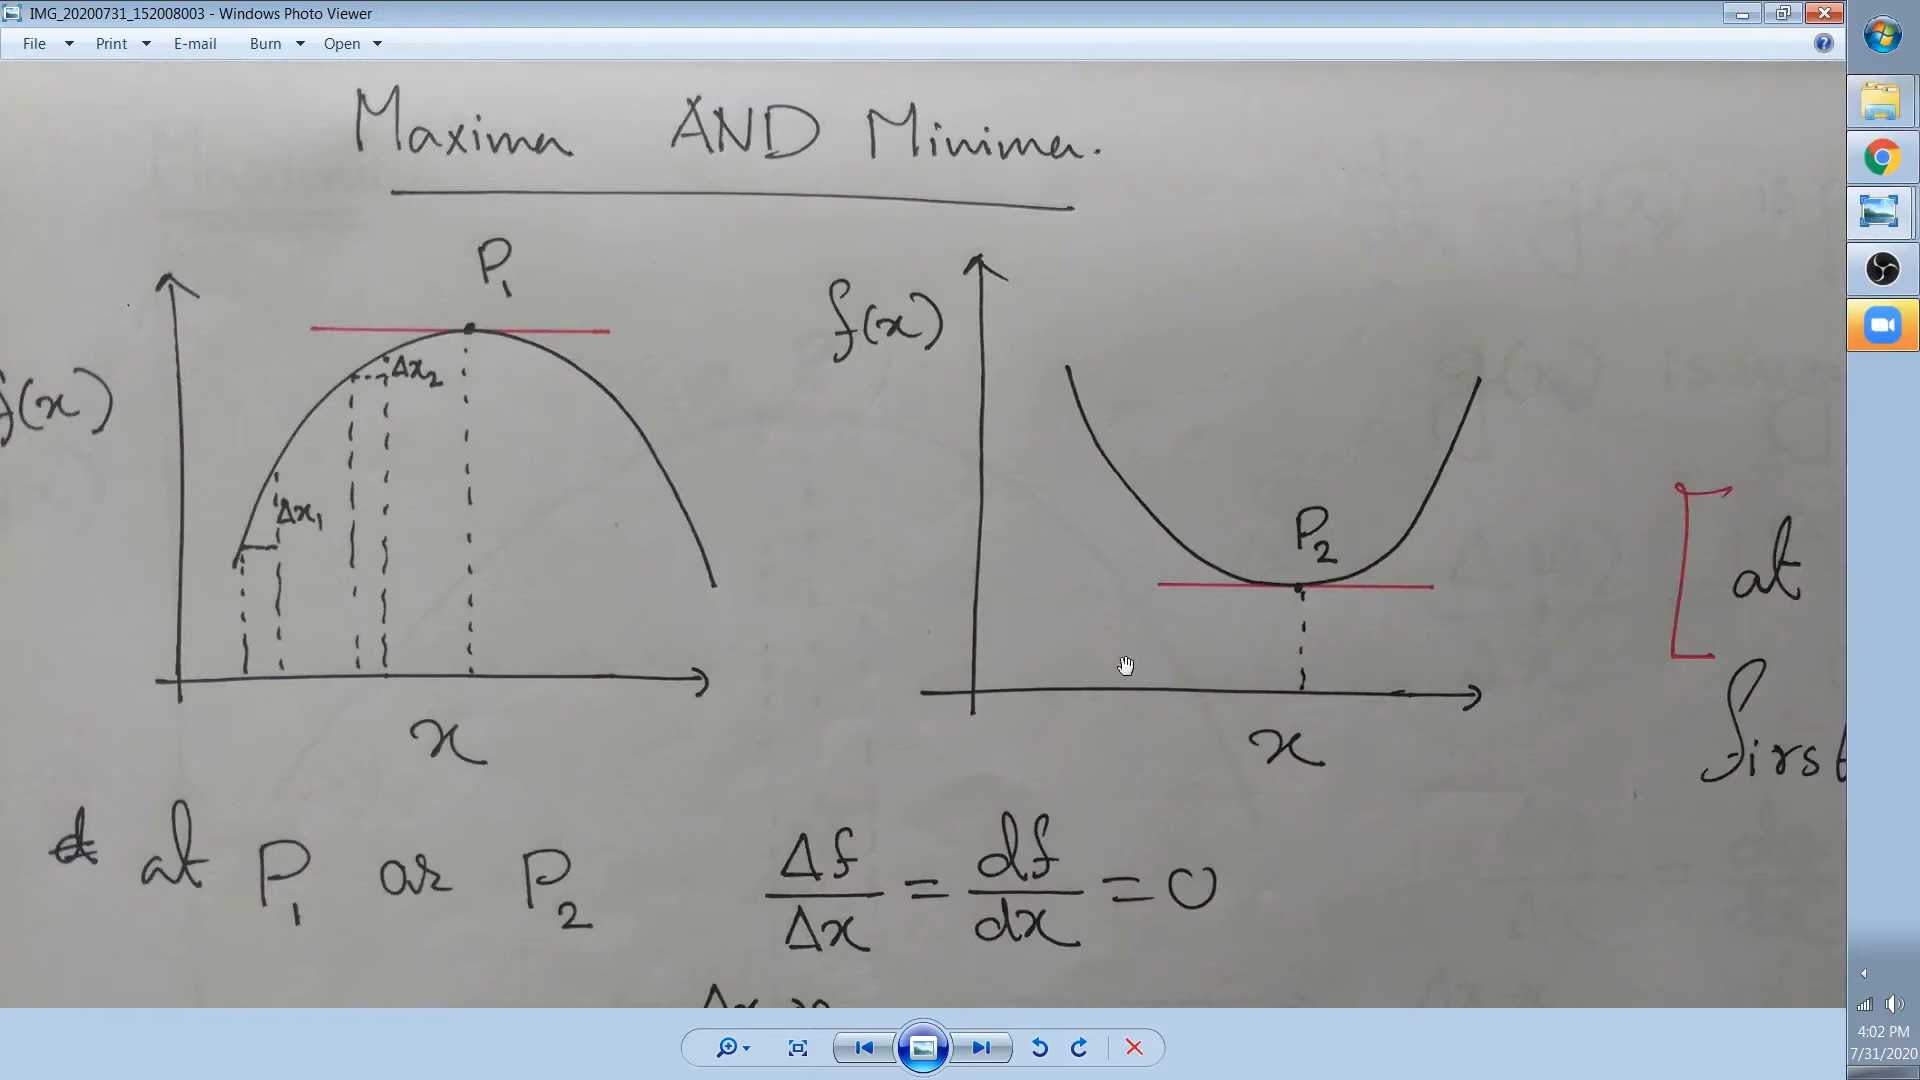 IMG_20200731_152008003 - Windows Photo Viewer
File Print E-mail Burn Open
Maxima AND Minima.
P₁
f(x)
f(x)
Δx₂
Δx₁
P₂
at
x
x
first
at P₁ or P₂ Δf/Δx = df/dx = 0
4:02 PM
7/31/2020